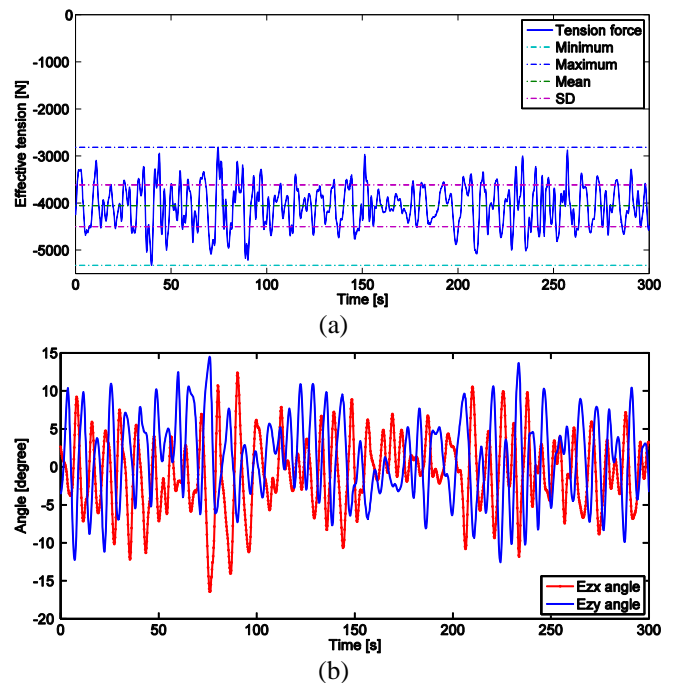 0
-1000
-2000
-3000
-4000
-5000
Effective tension [N]
Tension force
Minimum
Maximum
Mean
SD
0 50 100 150 200 250 300
Time [s]
(a)
15
10
5
0
-5
-10
-15
-20
Angle [degree]
Ezx angle
Ezy angle
0 50 100 150 200 250 300
Time [s]
(b)